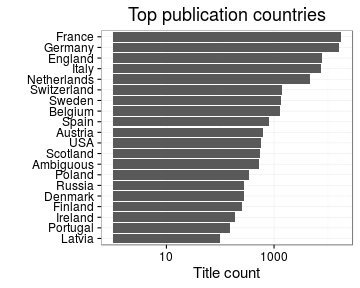 Top publication countries
France
Germany
England
Italy
Netherlands
Switzerland
Sweden
Belgium
Spain
Austria
USA
Scotland
Ambiguous
Poland
Russia
Denmark
Finland
Ireland
Portugal
Latvia
10 1000
Title count